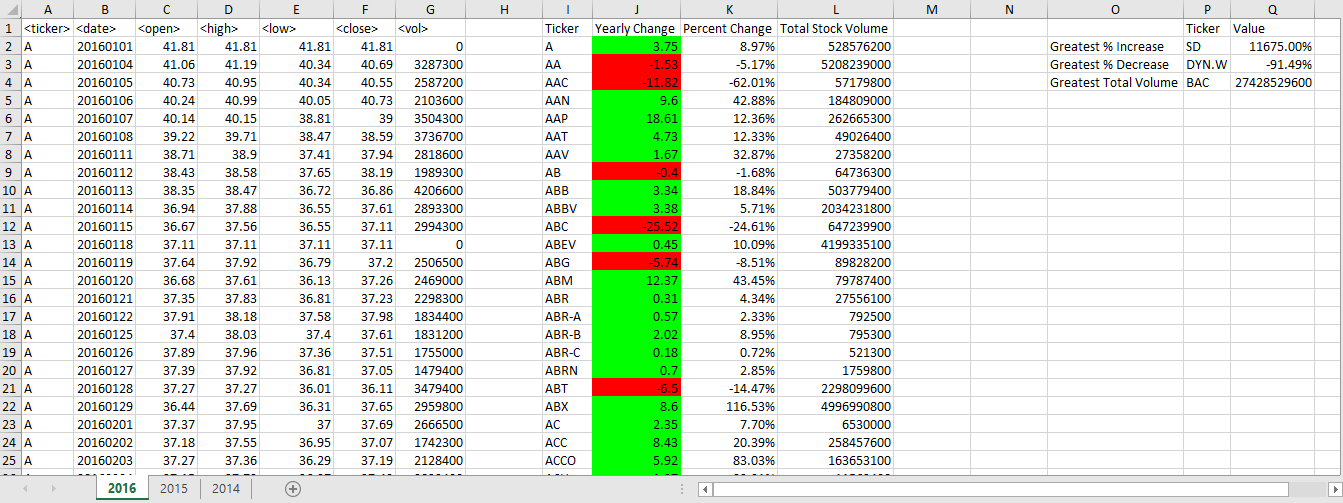 A B C D E F G H I J K L M N O P Q
1 <ticker> <date> <open> <high> <low> <close> <vol> Ticker Yearly Change Percent Change Total Stock Volume Ticker Value
2 A 20160101 41.81 41.81 41.81 41.81 0 A 3.75 8.97% 528576200 Greatest % Increase SD 11675.00%
3 A 20160104 41.06 41.19 40.34 40.69 3287300 AA -1.53 -5.17% 5208239000 Greatest % Decrease DYN.W -91.49%
4 A 20160105 40.73 40.95 40.34 40.55 2587200 AAC -11.82 -62.01% 57179800 Greatest Total Volume BAC 27428529600
5 A 20160106 40.24 40.99 40.05 40.73 2103600 AAN 9.6 42.88% 184809000
6 A 20160107 40.14 40.15 38.81 39 3504300 AAP 18.61 12.36% 262665300
7 A 20160108 39.22 39.71 38.47 38.59 3736700 AAT 4.73 12.33% 49026400
8 A 20160111 38.71 38.9 37.41 37.94 2818600 AAV 1.67 32.87% 27358200
9 A 20160112 38.43 38.58 37.65 38.19 1989300 AB -0.4 -1.68% 64736300
10 A 20160113 38.35 38.47 36.72 36.86 4206600 ABB 3.34 18.84% 503779400
11 A 20160114 36.94 37.88 36.55 37.61 2893300 ABBV 3.38 5.71% 2034231800
12 A 20160115 36.67 37.56 36.55 37.11 2994300 ABC -25.52 -24.61% 647239900
13 A 20160118 37.11 37.11 37.11 37.11 0 ABEV 0.45 10.09% 4199335100
14 A 20160119 37.64 37.92 36.79 37.2 2506500 ABG -5.74 -8.51% 89828200
15 A 20160120 36.68 37.61 36.13 37.26 2469000 ABM 12.37 43.45% 79787400
16 A 20160121 37.35 37.83 36.81 37.23 2298300 ABR 0.31 4.34% 27556100
17 A 20160122 37.91 38.18 37.58 37.98 1834400 ABR-A 0.57 2.33% 792500
18 A 20160125 37.4 38.03 37.4 37.61 1831200 ABR-B 2.02 8.95% 795300
19 A 20160126 37.89 37.96 37.36 37.51 1755000 ABR-C 0.18 0.72% 521300
20 A 20160127 37.39 37.92 36.81 37.05 1479400 ABRN 0.7 2.85% 1759800
21 A 20160128 37.27 37.27 36.01 36.11 3479400 ABT -6.5 -14.47% 2298099600
22 A 20160129 36.44 37.69 36.31 37.65 2959800 ABX 8.6 116.53% 4996990800
23 A 20160201 37.37 37.95 37 37.69 2666500 AC 2.35 7.70% 6530000
24 A 20160202 37.18 37.55 36.95 37.07 1742300 ACC 8.43 20.39% 258457600
25 A 20160203 37.27 37.36 36.29 37.19 2128400 ACCO 5.92 83.03% 163653100
2016 2015 2014